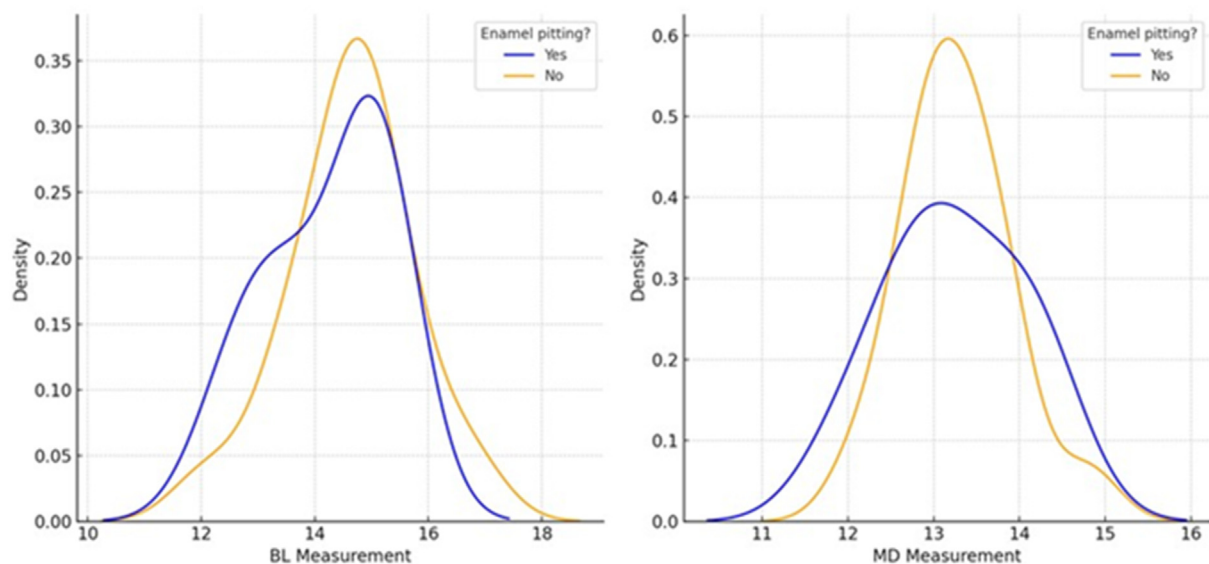 Enamel pitting?
Yes
No
0.35
0.30
0.25
0.20
0.15
0.10
0.05
0.00
Density
10 12 14 16 18
BL Measurement
Enamel pitting?
Yes
No
0.6
0.5
0.4
0.3
0.2
0.1
0.0
Density
11 12 13 14 15 16
MD Measurement